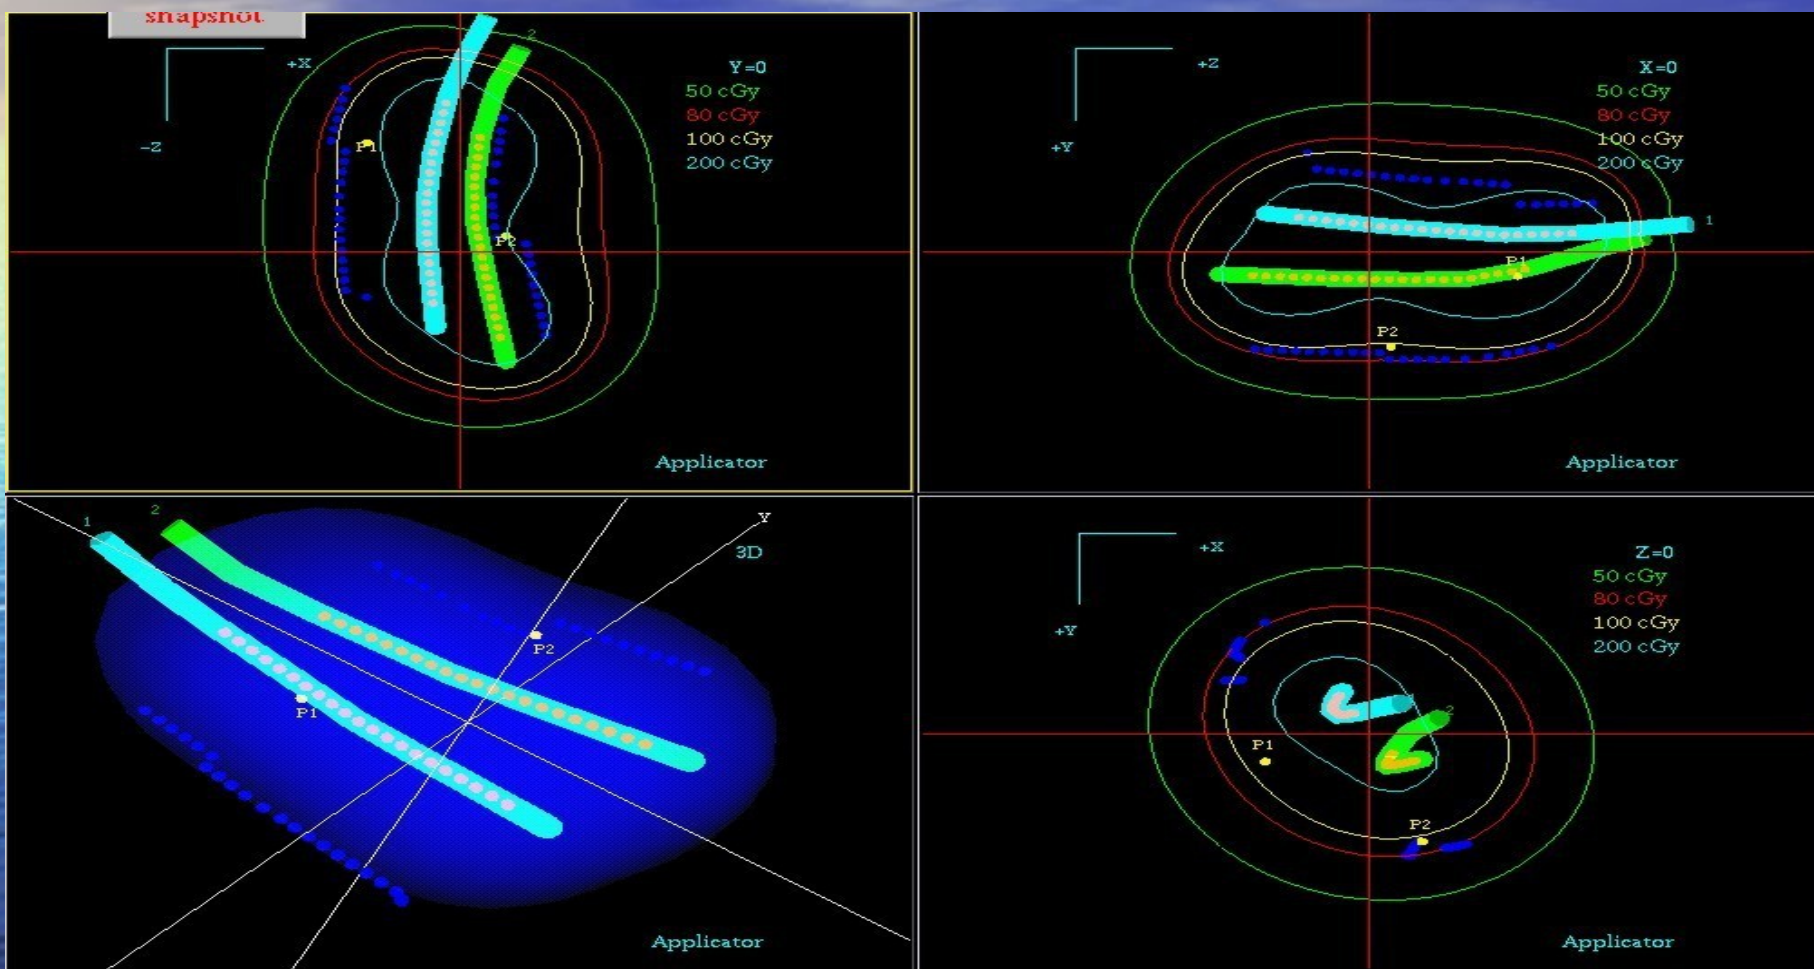 snapshot
2
+X
Y=0
50 cGy
80 cGy
100 cGy
200 cGy
-Z
P1
P2
Applicator
+Z
X=0
50 cGy
80 cGy
100 cGy
200 cGy
+Y
1
P1
P2
Applicator
1
2
Y
3D
P2
P1
Applicator
+X
Z=0
50 cGy
80 cGy
100 cGy
200 cGy
+Y
2
P1
P2
Applicator